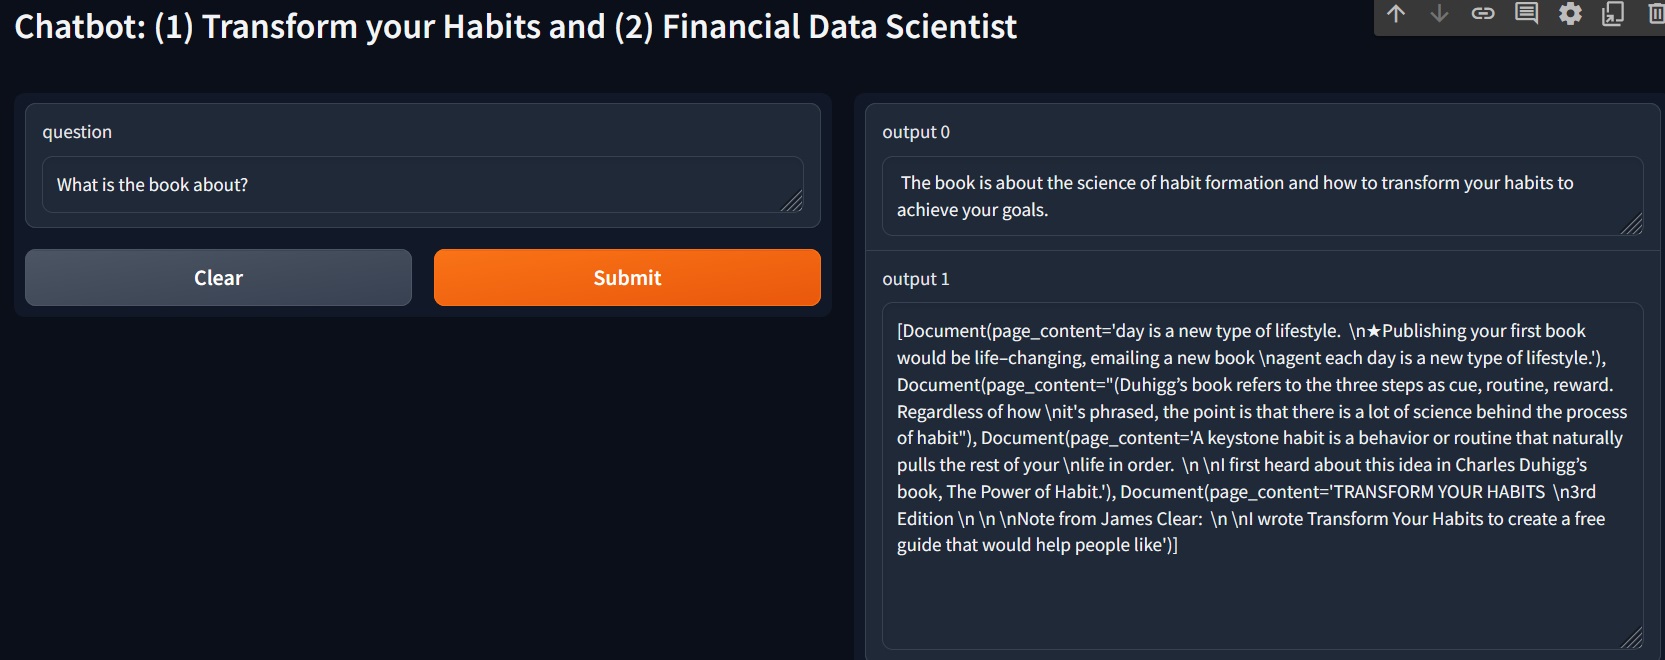 Chatbot: (1) Transform your Habits and (2) Financial Data Scientist
question
What is the book about?
Clear
Submit
output 0
The book is about the science of habit formation and how to transform your habits to
achieve your goals.
output 1
[Document(page_content='day is a new type of lifestyle.  \n★Publishing your first book
would be life–changing, emailing a new book \nagent each day is a new type of lifestyle.'),
Document(page_content="(Duhigg’s book refers to the three steps as cue, routine, reward.
Regardless of how \nit's phrased, the point is that there is a lot of science behind the process
of habit"), Document(page_content='A keystone habit is a behavior or routine that naturally
pulls the rest of your \nlife in order.  \n \nI first heard about this idea in Charles Duhigg’s
book, The Power of Habit.'), Document(page_content='TRANSFORM YOUR HABITS  \n3rd
Edition \n \n \nNote from James Clear:  \n \nI wrote Transform Your Habits to create a free
guide that would help people like')]